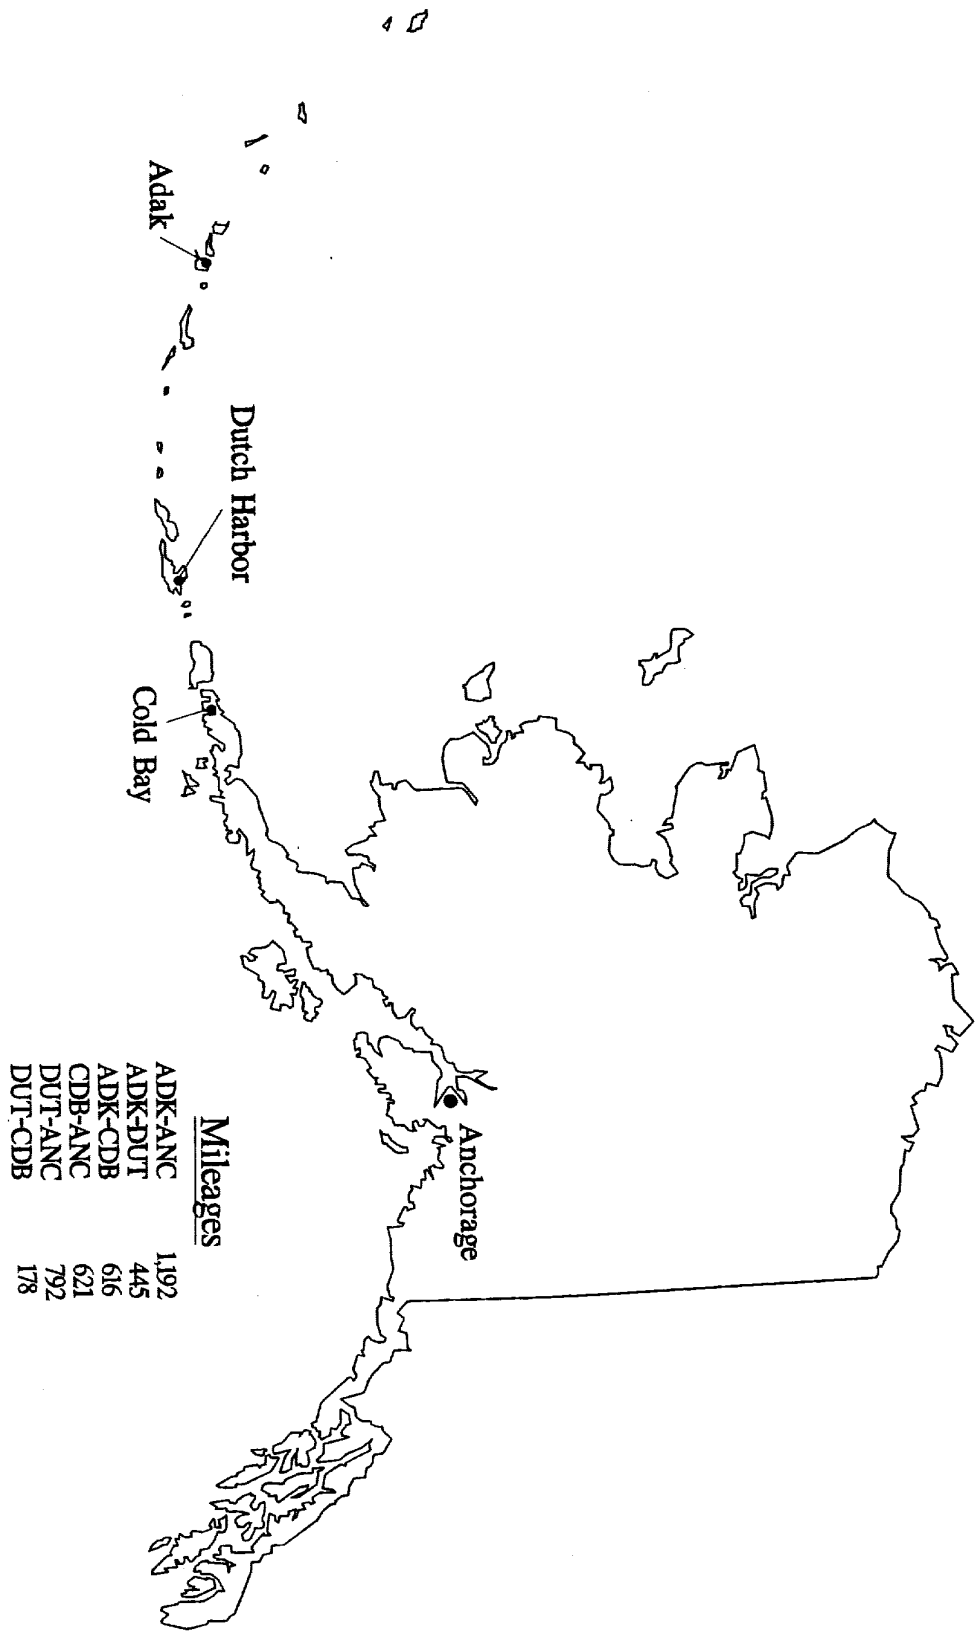 Adak
Dutch Harbor
Cold Bay
Anchorage
Mileages
ADK-ANC 1,192
ADK-DUT 445
ADK-CDB 616
CDB-ANC 621
DUT-ANC 792
DUT-CDB 178